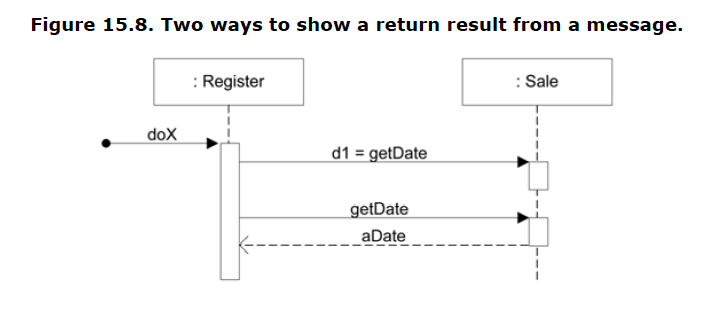 Figure 15.8. Two ways to show a return result from a message.
: Register
: Sale
doX
d1 = getDate
getDate
aDate